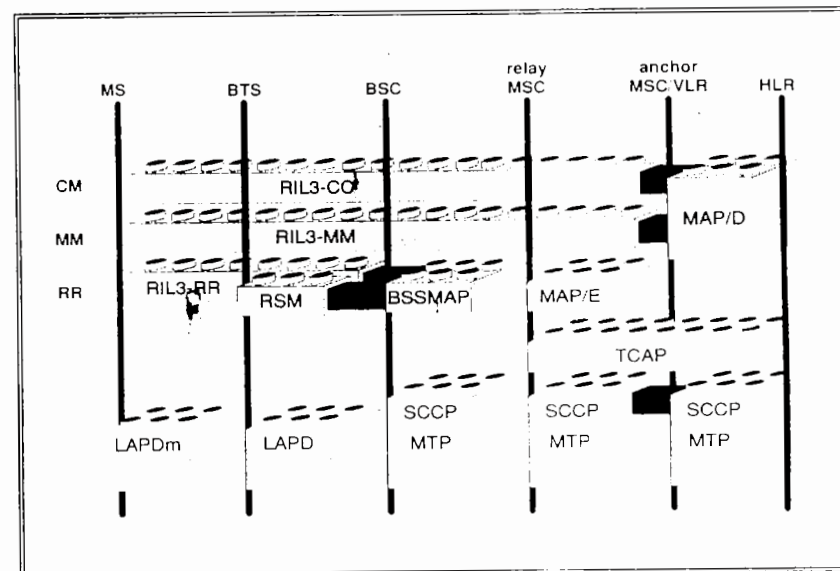 relay anchor
MS BTS BSC MSC MSC/VLR HLR
CM RIL3-CC
MM RIL3-MM MAP/D
RR RIL3-RR RSM BSSMAP MAP/E
TCAP
SCCP SCCP SCCP
LAPDm LAPD MTP MTP MTP